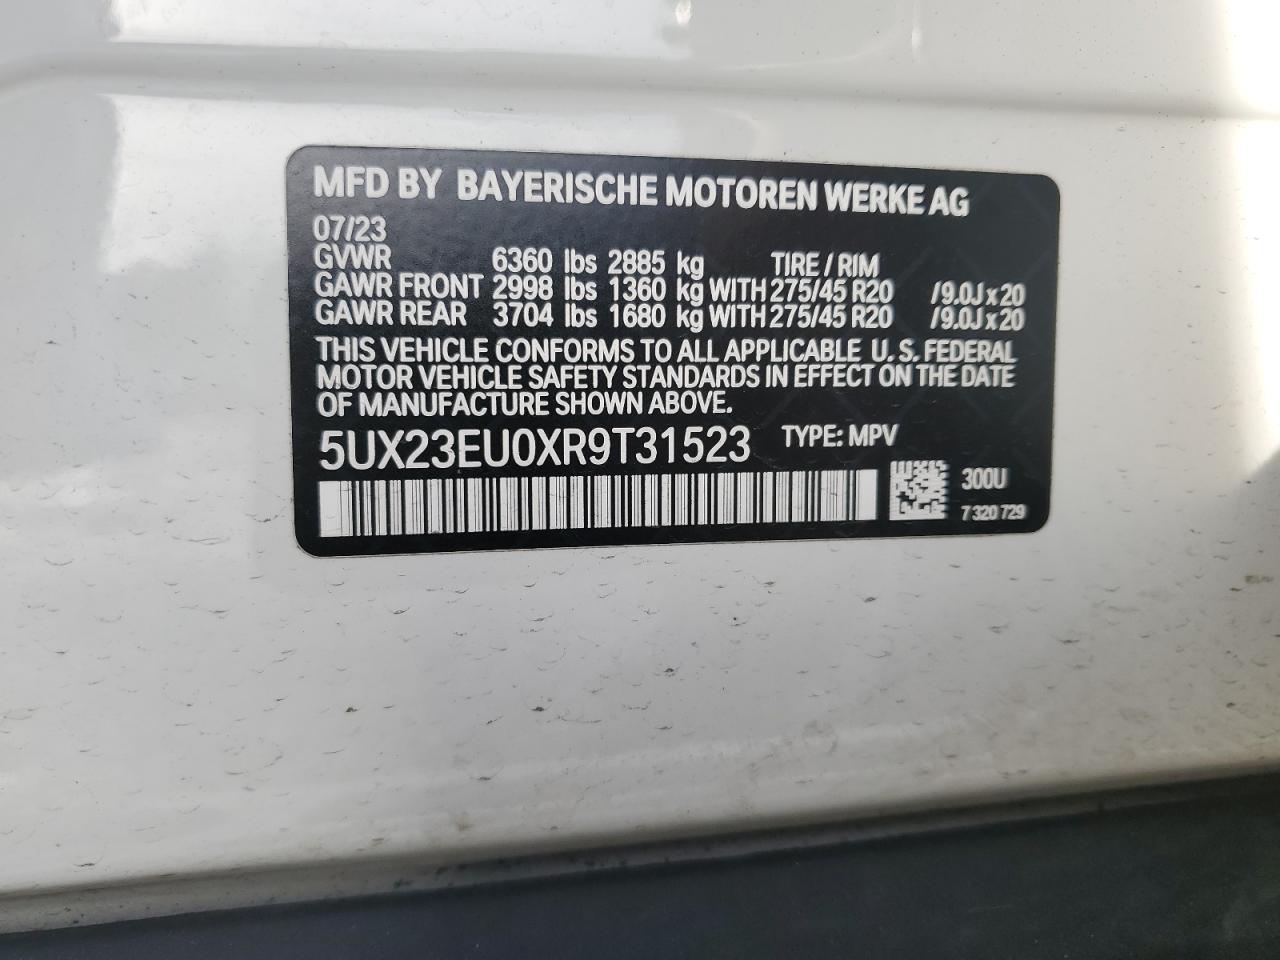 MFD BY BAYERISCHE MOTOREN WERKE AG
07/23
GVWR 6360 lbs 2885 kg TIRE / RIM
GAWR FRONT 2998 lbs 1360 kg WITH 275/45 R20 /9.0J x 20
GAWR REAR 3704 lbs 1680 kg WITH 275/45 R20 /9.0J x 20
THIS VEHICLE CONFORMS TO ALL APPLICABLE U.S. FEDERAL
MOTOR VEHICLE SAFETY STANDARDS IN EFFECT ON THE DATE
OF MANUFACTURE SHOWN ABOVE.
5UX23EU0XR9T31523 TYPE: MPV
300U
7 320 729